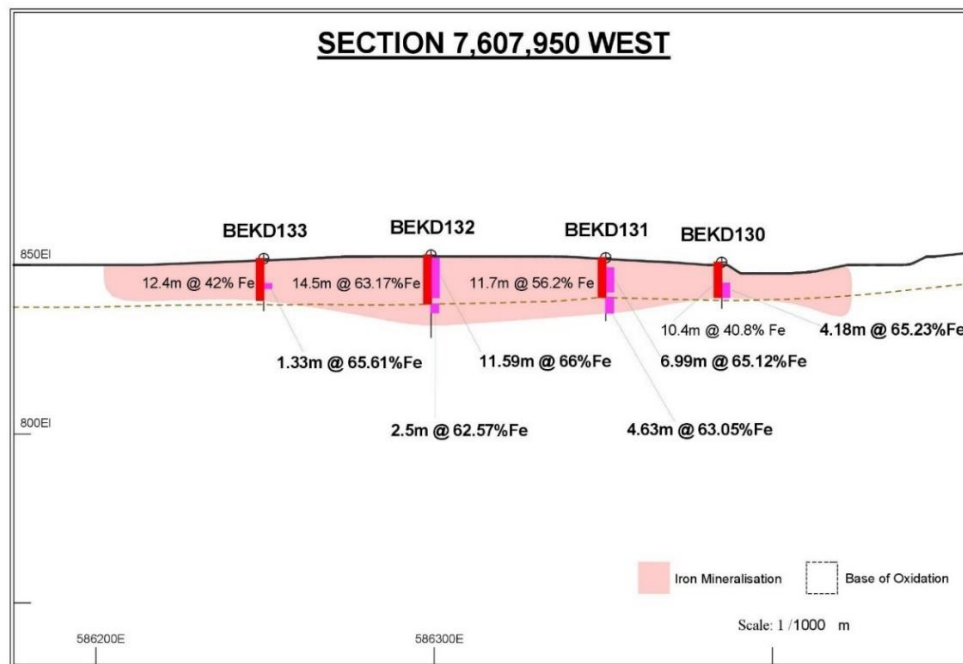 SECTION 7,607,950 WEST
BEKD133
BEKD132
BEKD131
BEKD130
850El
12.4m @ 42% Fe
14.5m @ 63.17%Fe
11.7m @ 56.2% Fe
10.4m @ 40.8% Fe
4.18m @ 65.23%Fe
1.33m @ 65.61%Fe
11.59m @ 66%Fe
6.99m @ 65.12%Fe
800El
2.5m @ 62.57%Fe
4.63m @ 63.05%Fe
Iron Mineralisation
Base of Oxidation
Scale: 1 /1000 m
586200E
586300E